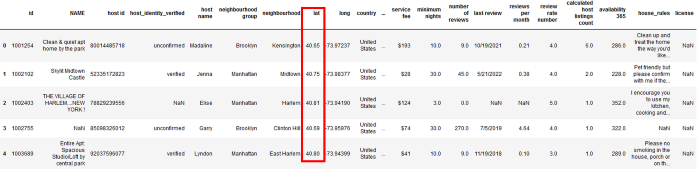 id NAME host id host_identity_verified host name neighbourhood group neighbourhood lat long country ... service fee minimum nights number of reviews last review reviews per month review rate number calculated host listings count availability 365 house_rules license
0 1001254 Clean & quiet apt home by the park 80014485718 unconfirmed Madaline Brooklyn Kensington 40.65 -73.97237 United States ... $193 10.0 9.0 10/19/2021 0.21 4.0 6.0 286.0 Clean up and treat the home the way you'd like... NaN
1 1002102 Skylit Midtown Castle 52335172823 verified Jenna Manhattan Midtown 40.75 -73.98377 United States ... $28 30.0 45.0 5/21/2022 0.38 4.0 2.0 228.0 Pet friendly but please confirm with me if the... NaN
2 1002403 THE VILLAGE OF HARLEM....NEW YORK ! 78829239556 NaN Elise Manhattan Harlem 40.81 -73.94190 United States ... $124 3.0 0.0 NaN NaN 5.0 1.0 352.0 I encourage you to use my kitchen, cooking and... NaN
3 1002755 NaN 85098326012 unconfirmed Garry Brooklyn Clinton Hill 40.69 -73.95976 United States ... $74 30.0 270.0 7/5/2019 4.64 4.0 1.0 322.0 NaN NaN
4 1003689 Entire Apt: Spacious Studio/Loft by central park 92037596077 verified Lyndon Manhattan East Harlem 40.80 -73.94399 United States ... $41 10.0 9.0 11/19/2018 0.10 3.0 1.0 289.0 Please no smoking in the house, porch or on th... NaN